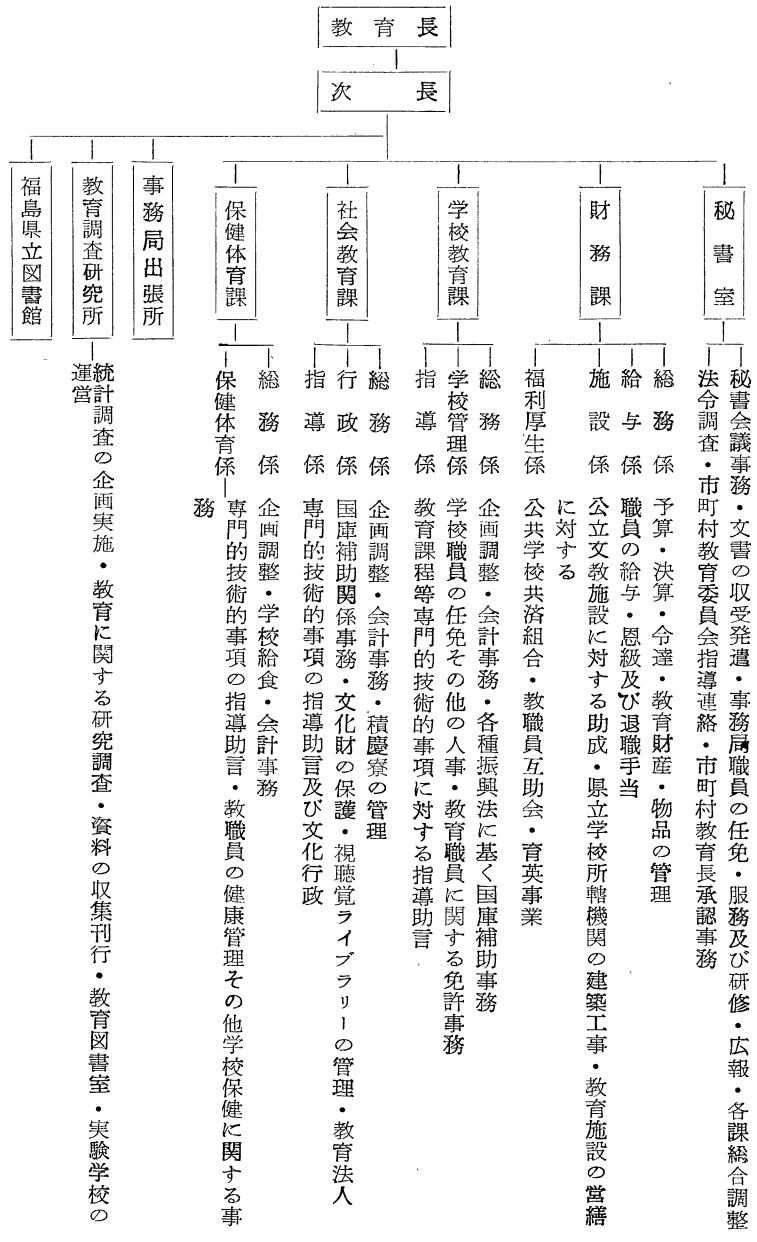 教育長
次長
秘書室
秘書会議事務・文書の収受発遣・事務局職員の任免・服務及び研修・広報・各課総合調整
法令調査・市町村教育委員会指導連絡・市町村教育長承認事務
財務課
総務係 予算・決算・令達・教育財産・物品の管理
給与係 職員の給与・恩級及び退職手当
施設係 公立文教施設に対する助成・県立学校所轄機関の建築工事・教育施設の営繕
に対する
福利厚生係 公共学校共済組合・教職員互助会・育英事業
学校教育課
総務係 企画調整・会計事務・各種振興法に基く国庫補助事務
学校管理係 学校職員の任免その他の人事・教育職員に関する免許事務
指導係 教育課程等専門的技術的事項に対する指導助言
社会教育課
総務係 企画調整・会計事務・積慶寮の管理
行政係 国庫補助関係事務・文化財の保護・視聴覚ライブラリーの管理・教育法人
指導係 専門的技術的事項の指導助言及び文化行政
保健体育課
総務係 企画調整・学校給食・会計事務
保健体育係 専門的技術的事項の指導助言・教職員の健康管理その他学校保健に関する事
務
事務局出張所
教育調査研究所
統計調査の企画実施・教育に関する研究調査・資料の収集刊行・教育図書室・実験学校の
運営
福島県立図書館